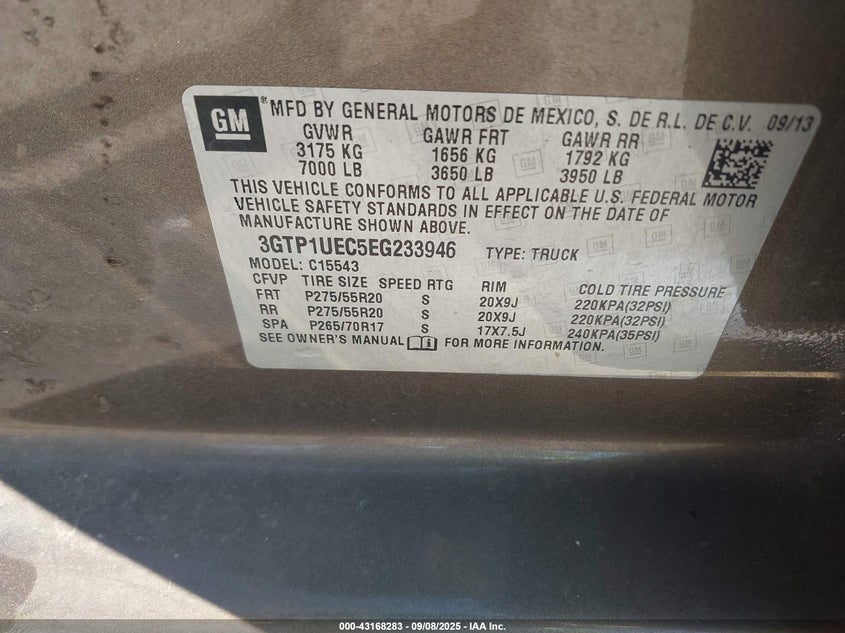 GM ® MFD BY GENERAL MOTORS DE MEXICO, S. DE R.L. DE C.V. 09/13
GVWR GAWR FRT GAWR RR
3175 KG 1656 KG 1792 KG
7000 LB 3650 LB 3950 LB
THIS VEHICLE CONFORMS TO ALL APPLICABLE U.S. FEDERAL MOTOR
VEHICLE SAFETY STANDARDS IN EFFECT ON THE DATE OF
MANUFACTURE SHOWN ABOVE.
3GTP1UEC5EG233946 TYPE: TRUCK
MODEL: C15543
CFVP TIRE SIZE SPEED RTG RIM COLD TIRE PRESSURE
FRT P275/55R20 S 20X9J 220KPA(32PSI)
RR P275/55R20 S 20X9J 220KPA(32PSI)
SPA P265/70R17 S 17X7.5J 240KPA(35PSI)
SEE OWNER'S MANUAL FOR MORE INFORMATION.
000-43168283 - 09/08/2025 - IAA Inc.